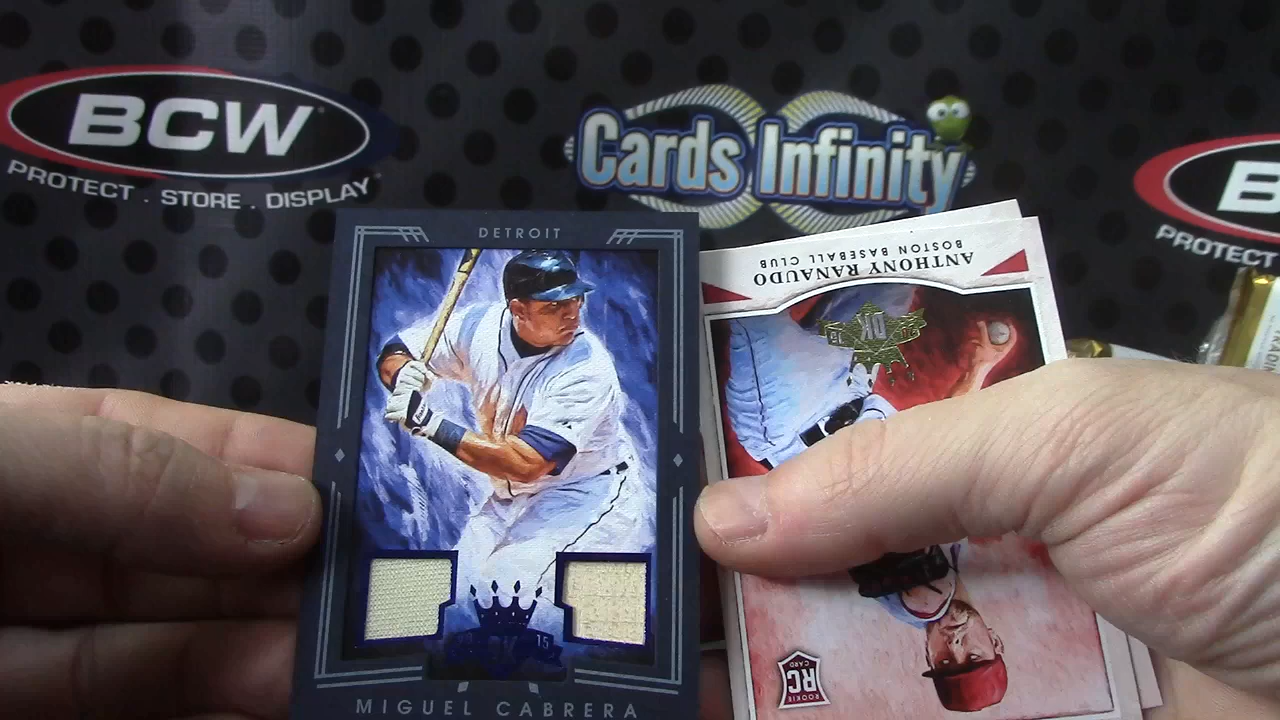 BCW
PROTECT . STORE . DISPLAY
Cards Infinity
B
PROTECT
DETROIT
15
MIGUEL CABRERA
ANTHONY RANAUDO
BOSTON BASEBALL CLUB
DK
15
ROOKIE
RC
CARD